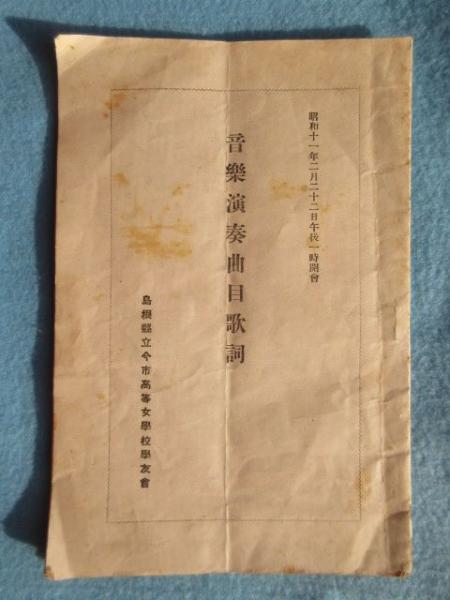 昭和十一年二月二十二日午後一時開會
音樂演奏曲目歌詞
島根縣立今市高等女學校學友會